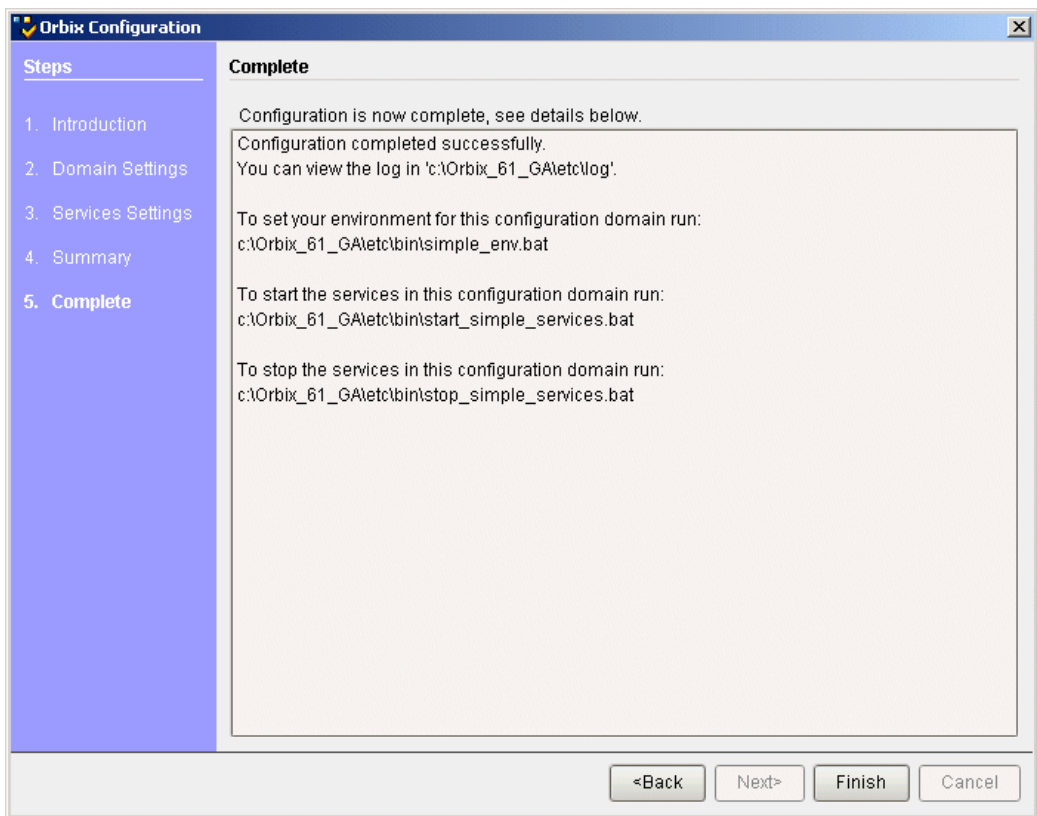 Orbix Configuration
Steps
1. Introduction
2. Domain Settings
3. Services Settings
4. Summary
5. Complete
Complete
Configuration is now complete, see details below.
Configuration completed successfully.
You can view the log in 'c:\Orbix_61_GA\etc\log'.
To set your environment for this configuration domain run:
c:\Orbix_61_GA\etc\bin\simple_env.bat
To start the services in this configuration domain run:
c:\Orbix_61_GA\etc\bin\start_simple_services.bat
To stop the services in this configuration domain run:
c:\Orbix_61_GA\etc\bin\stop_simple_services.bat
<Back Next> Finish Cancel